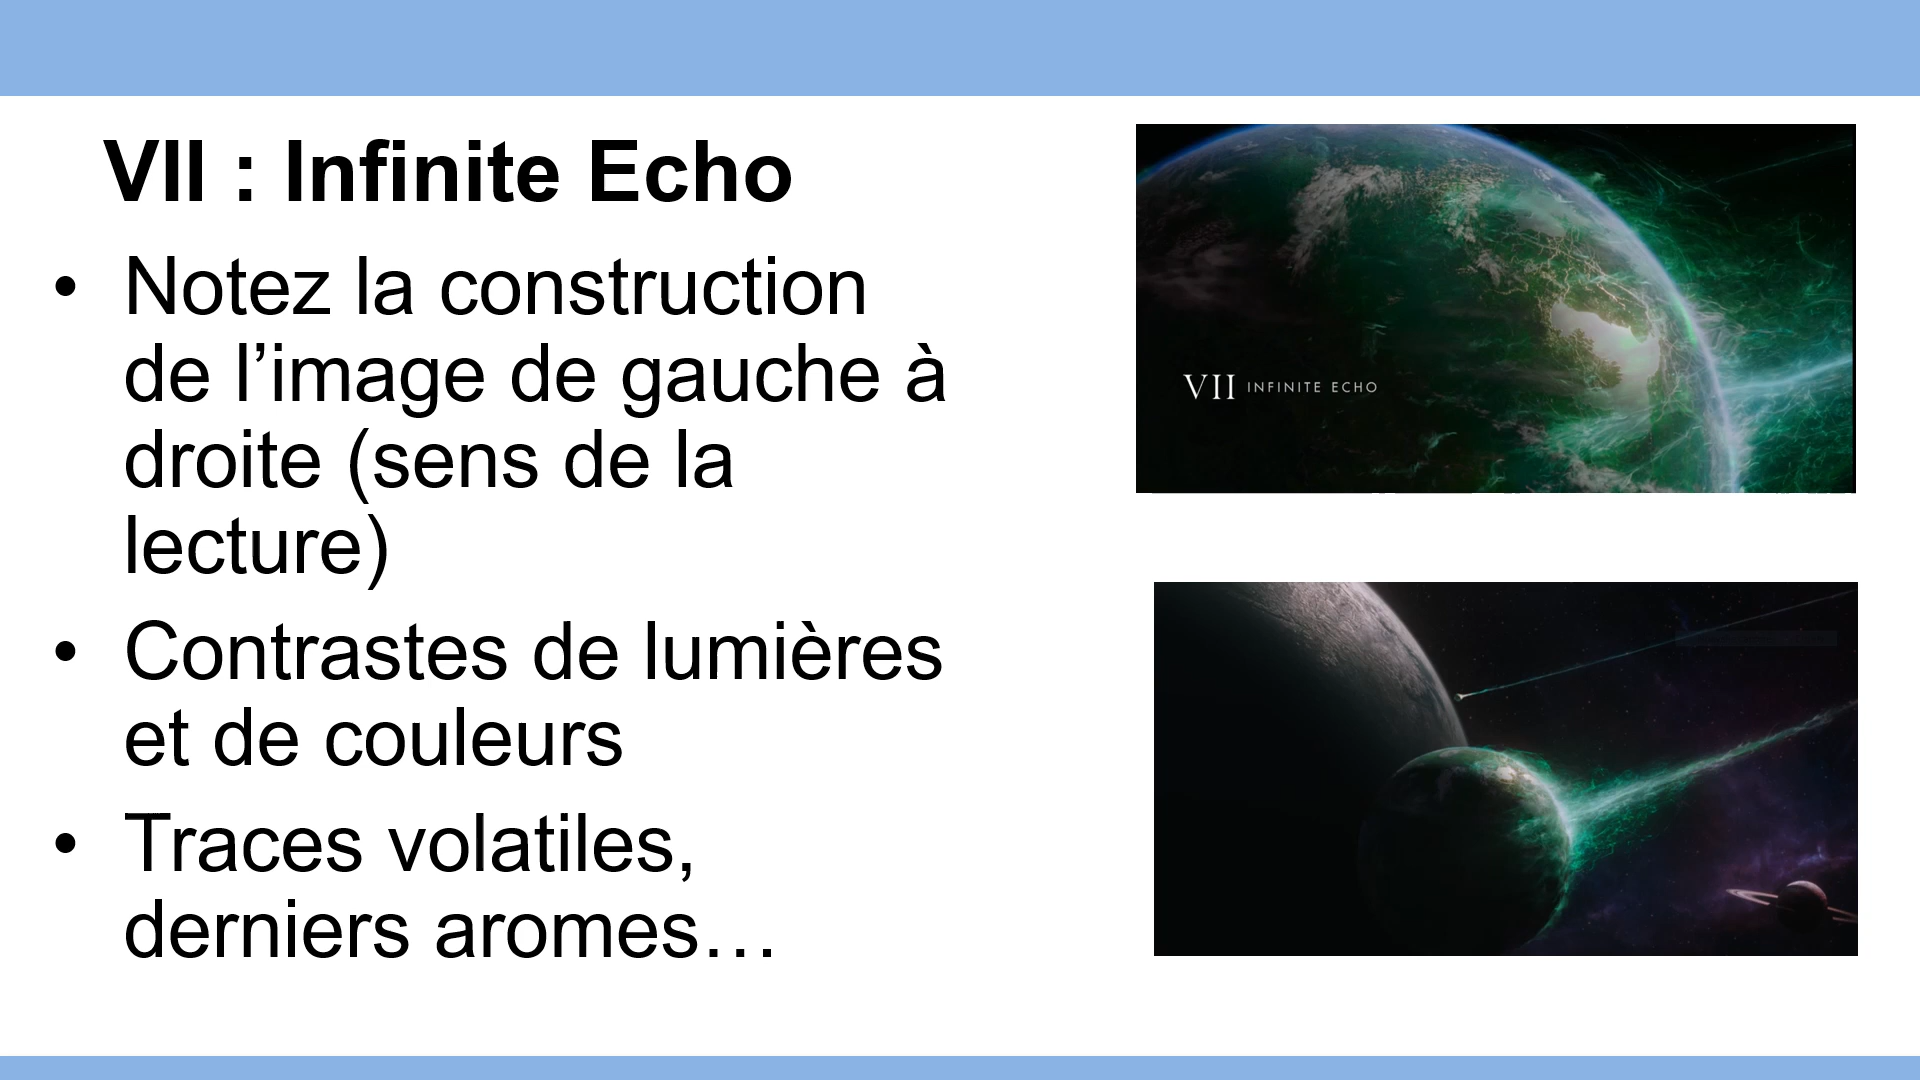 VII : Infinite Echo
• Notez la construction
de l’image de gauche à
droite (sens de la
lecture)
• Contrastes de lumières
et de couleurs
• Traces volatiles,
derniers aromes…
VII INFINITE ECHO